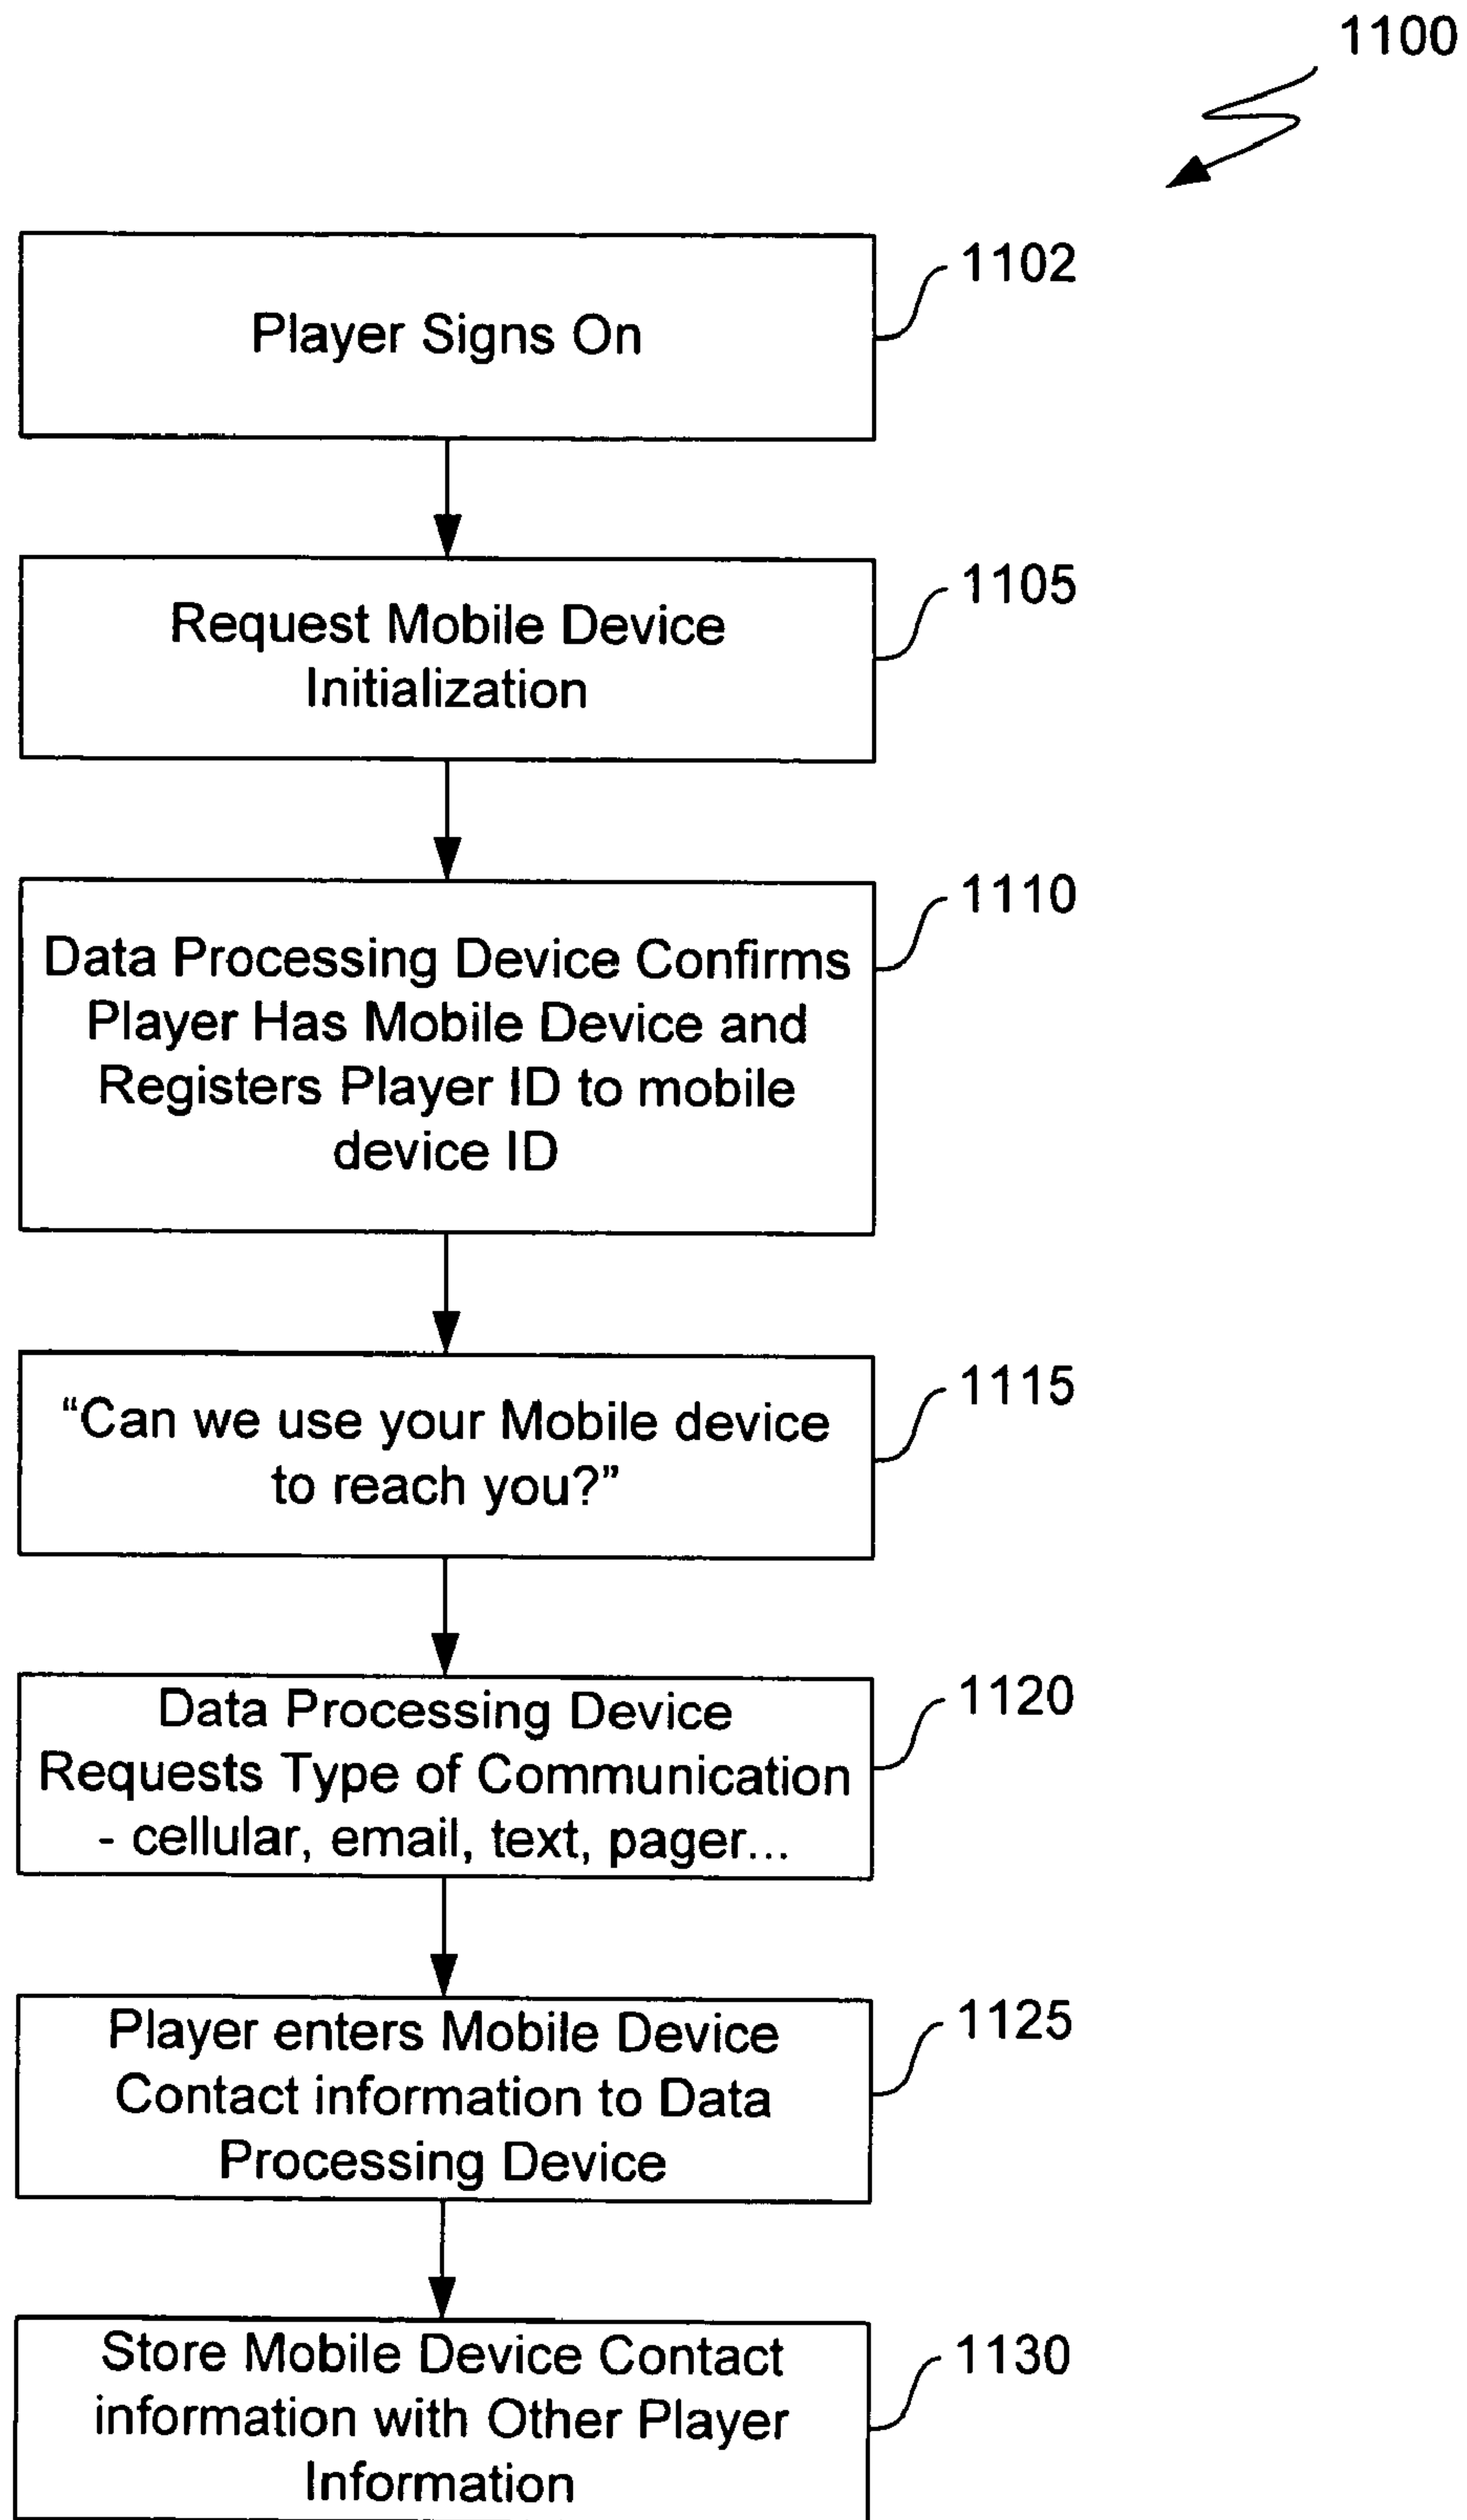 1100
Player Signs On
1102
Request Mobile Device
Initialization
1105
Data Processing Device Confirms
Player Has Mobile Device and
Registers Player ID to mobile
device ID
1110
“Can we use your Mobile device
to reach you?”
1115
Data Processing Device
Requests Type of Communication
- cellular, email, text, pager...
1120
Player enters Mobile Device
Contact information to Data
Processing Device
1125
Store Mobile Device Contact
information with Other Player
Information
1130